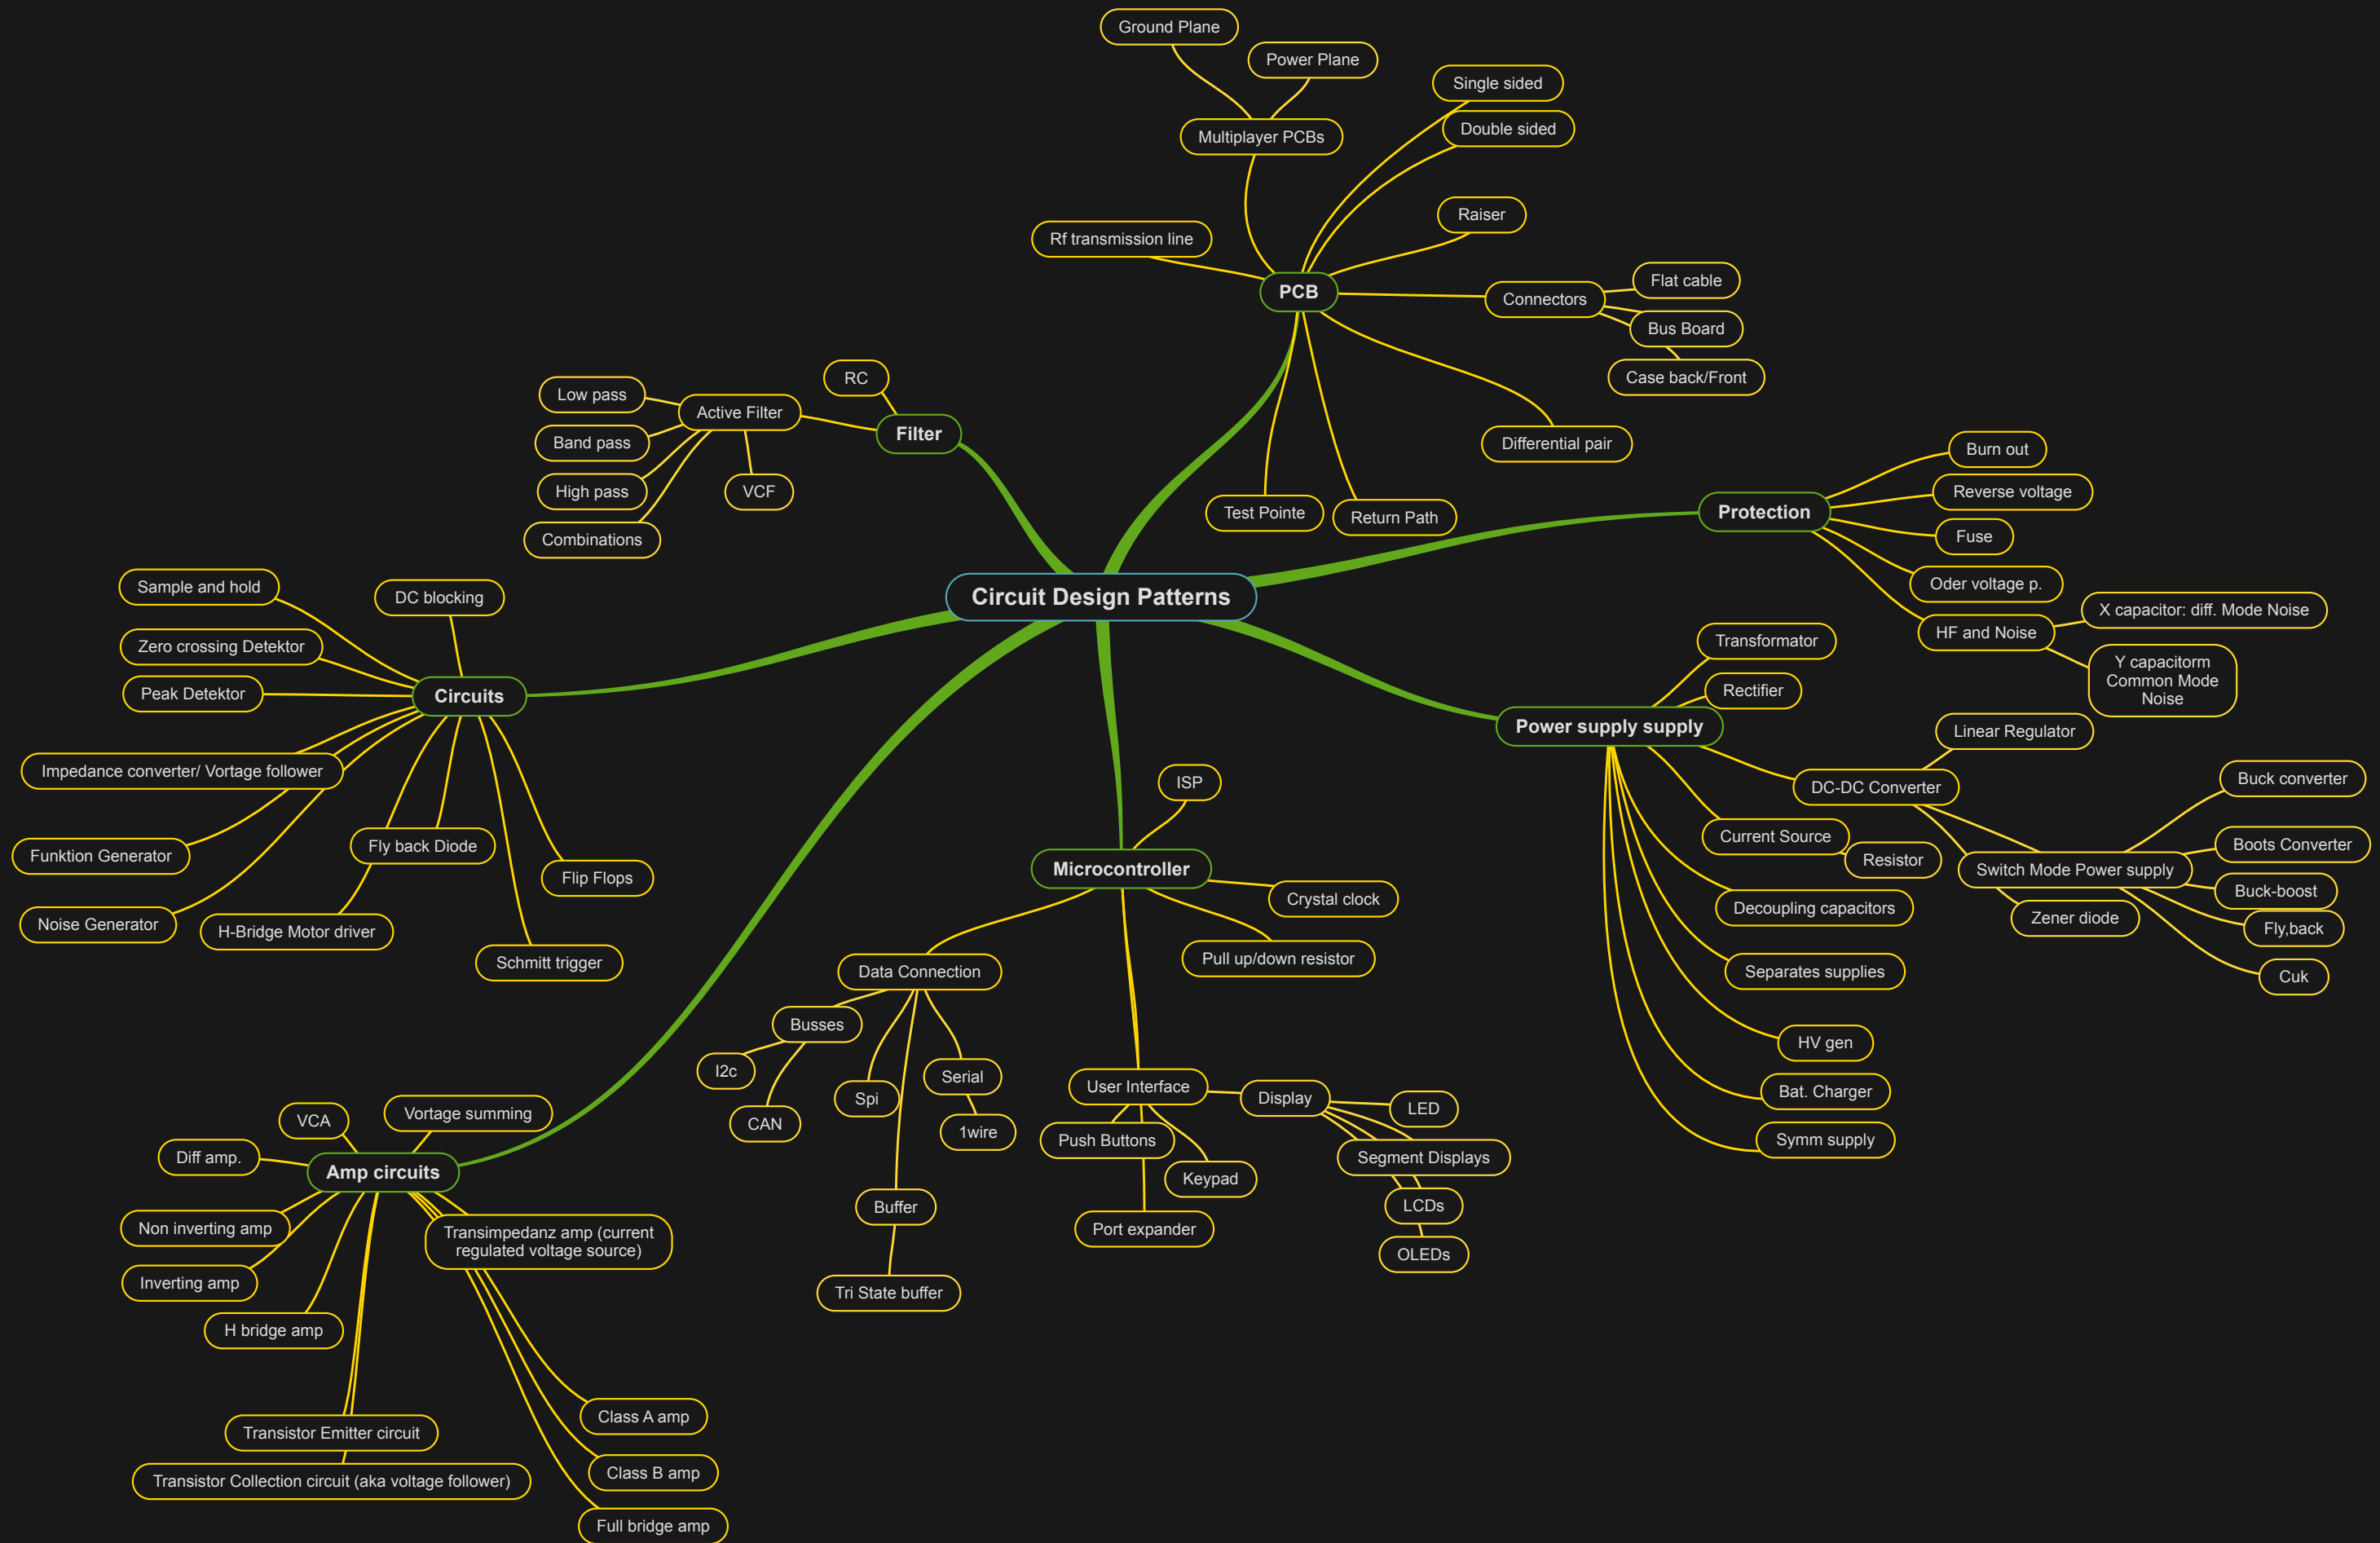 Ground Plane
Power Plane
Single sided
Double sided
Multiplayer PCBs
Raiser
Rf transmission line
PCB
Flat cable
Connectors
Bus Board
Case back/Front
Differential pair
Test Pointe
Return Path
RC
Low pass
Active Filter
Filter
Band pass
High pass
VCF
Combinations
Burn out
Reverse voltage
Protection
Fuse
Oder voltage p.
X capacitor: diff. Mode Noise
HF and Noise
Y capacitorm
Common Mode
Noise
Circuit Design Patterns
Sample and hold
DC blocking
Zero crossing Detektor
Peak Detektor
Circuits
Impedance converter/ Vortage follower
Funktion Generator
Fly back Diode
Flip Flops
Noise Generator
H-Bridge Motor driver
Schmitt trigger
Transformator
Rectifier
Power supply supply
Linear Regulator
DC-DC Converter
Buck converter
Current Source
Resistor
Boots Converter
Switch Mode Power supply
Buck-boost
Zener diode
Fly,back
Cuk
Decoupling capacitors
Separates supplies
HV gen
Bat. Charger
Symm supply
ISP
Microcontroller
Crystal clock
Pull up/down resistor
Data Connection
Busses
I2c
CAN
Spi
Serial
1wire
Buffer
Tri State buffer
User Interface
Display
LED
Push Buttons
Segment Displays
Keypad
LCDs
Port expander
OLEDs
VCA
Vortage summing
Diff amp.
Amp circuits
Non inverting amp
Transimpedanz amp (current
regulated voltage source)
Inverting amp
H bridge amp
Class A amp
Transistor Emitter circuit
Class B amp
Transistor Collection circuit (aka voltage follower)
Full bridge amp